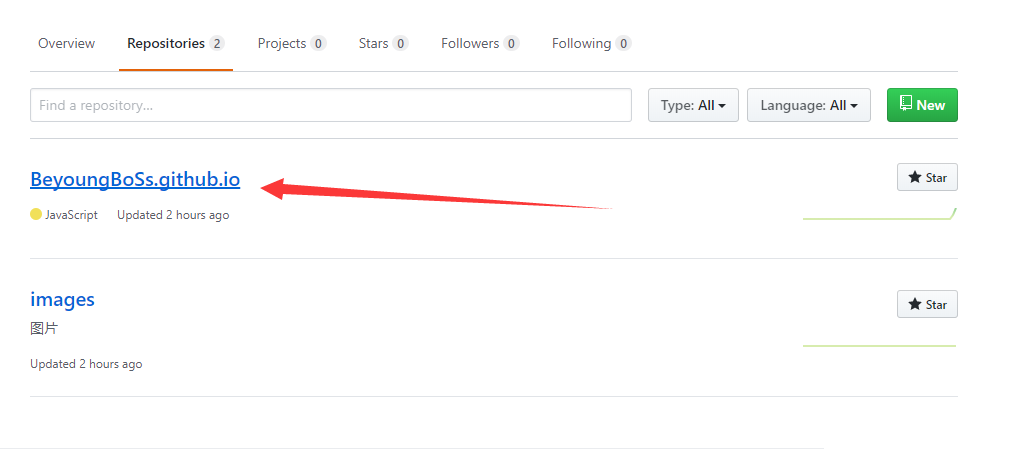 Overview Repositories 2 Projects 0 Stars 0 Followers 0 Following 0
Find a repository... Type: All Language: All New
BeyoungBoSs.github.io Star
JavaScript Updated 2 hours ago
images Star
图片
Updated 2 hours ago